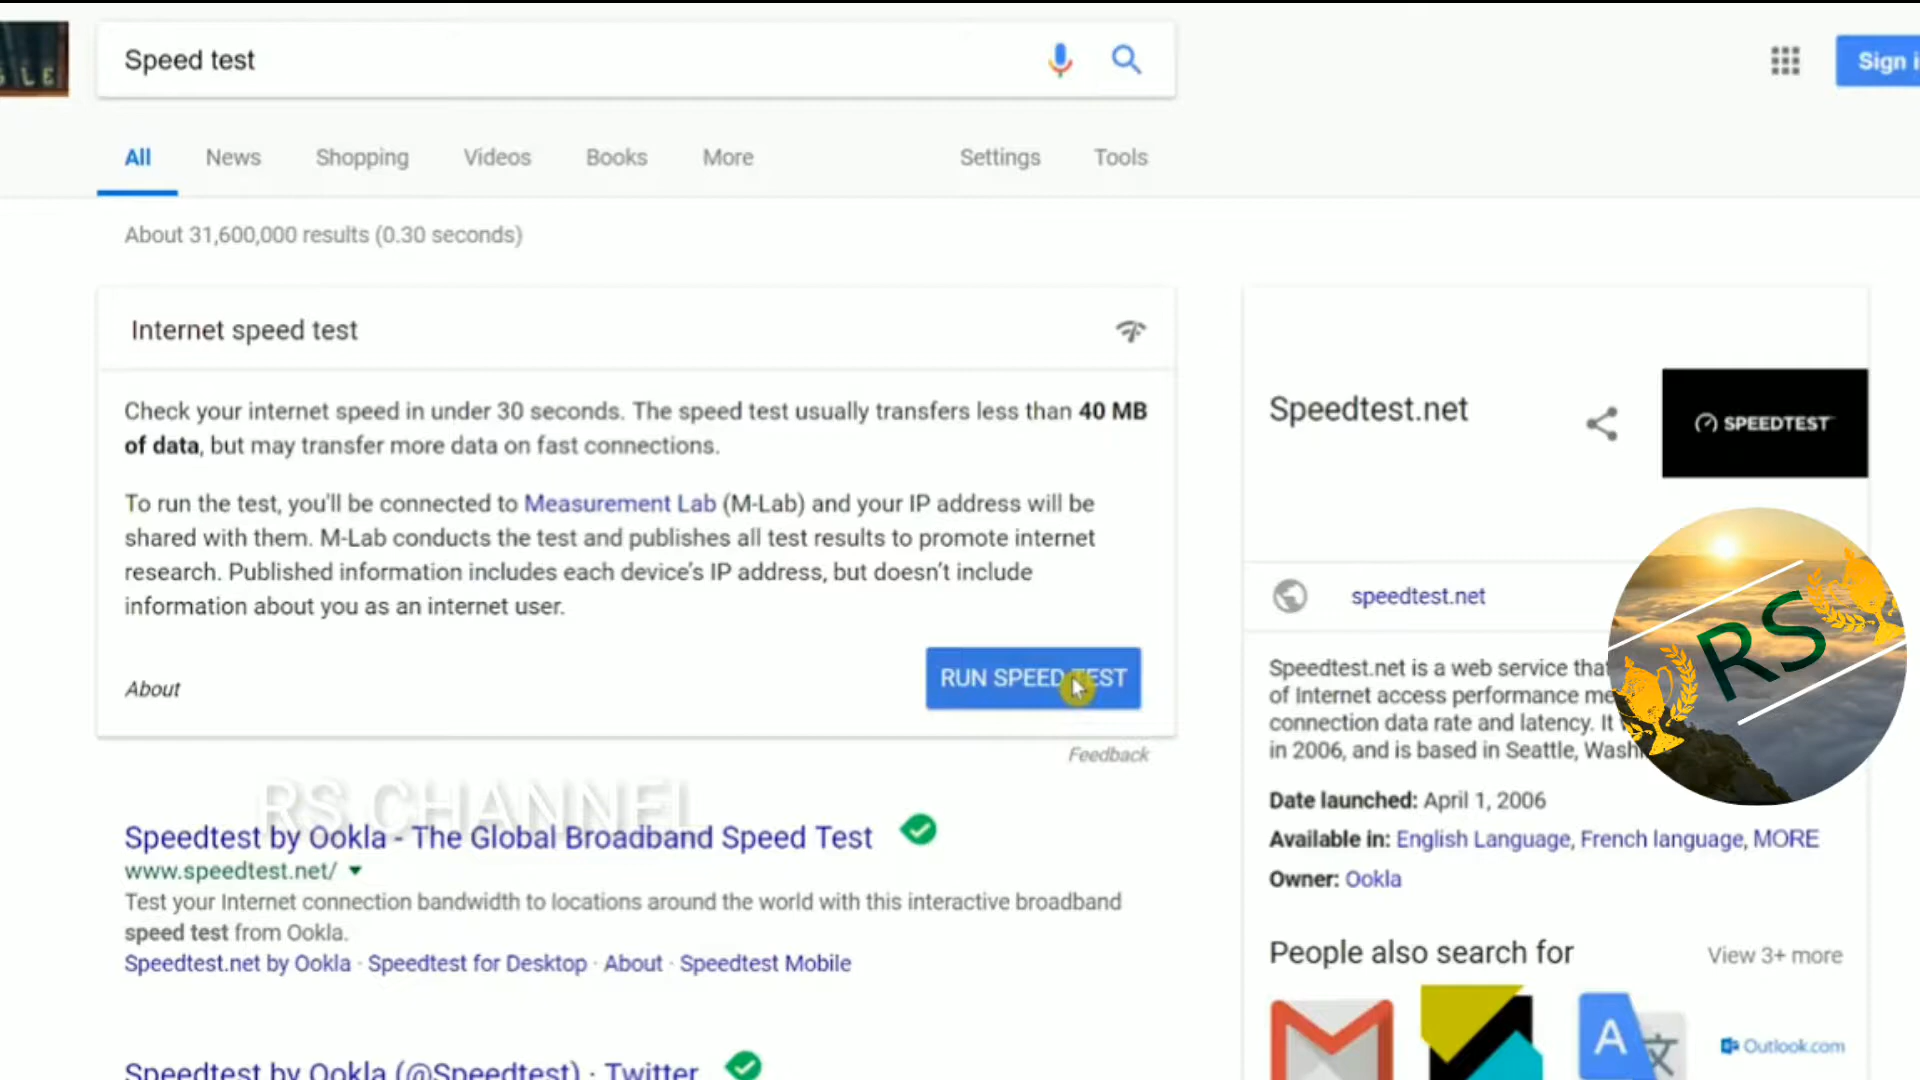 GLE
Speed test
Sign i
All News Shopping Videos Books More Settings Tools
About 31,600,000 results (0.30 seconds)
Internet speed test
Check your internet speed in under 30 seconds. The speed test usually transfers less than 40 MB
of data, but may transfer more data on fast connections.
To run the test, you'll be connected to Measurement Lab (M-Lab) and your IP address will be
shared with them. M-Lab conducts the test and publishes all test results to promote internet
research. Published information includes each device's IP address, but doesn't include
information about you as an internet user.
About
RUN SPEED TEST
Feedback
RS CHANNEL
Speedtest by Ookla - The Global Broadband Speed Test
www.speedtest.net/
Test your Internet connection bandwidth to locations around the world with this interactive broadband
speed test from Ookla.
Speedtest.net by Ookla · Speedtest for Desktop · About · Speedtest Mobile
Speedtest by Ookla (@Speedtest) · Twitter
Speedtest.net
SPEEDTEST
speedtest.net
RS
Speedtest.net is a web service tha
of Internet access performance me
connection data rate and latency. It
in 2006, and is based in Seattle, Wash
Date launched: April 1, 2006
Available in: English Language, French language, MORE
Owner: Ookla
People also search for
View 3+ more
A 文
Outlook.com